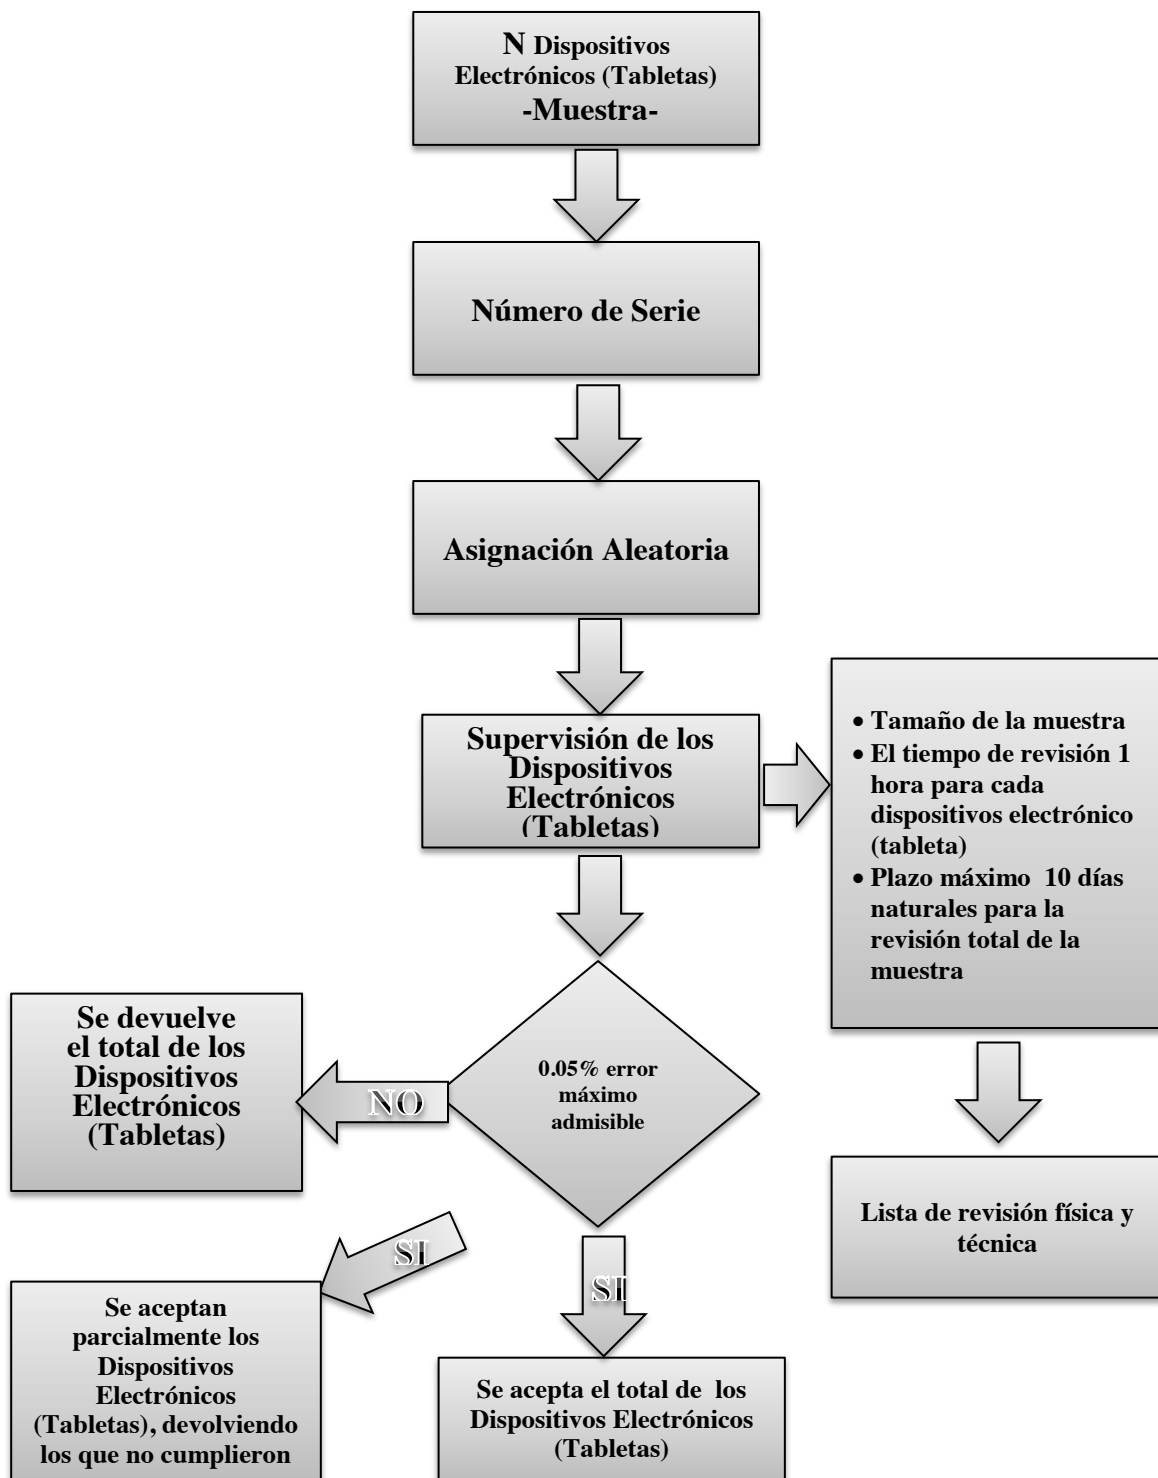 N Dispositivos
Electrónicos (Tabletas)
-Muestra-
Número de Serie
Asignación Aleatoria
Supervisión de los
Dispositivos
Electrónicos
(Tabletas)
• Tamaño de la muestra
• El tiempo de revisión 1
hora para cada
dispositivos electrónico
(tableta)
• Plazo máximo 10 días
naturales para la
revisión total de la
muestra
Lista de revisión física y
técnica
0.05% error
máximo
admisible
NO
Se devuelve
el total de los
Dispositivos
Electrónicos
(Tabletas)
SI
Se aceptan
parcialmente los
Dispositivos
Electrónicos
(Tabletas), devolviendo
los que no cumplieron
SI
Se acepta el total de los
Dispositivos Electrónicos
(Tabletas)